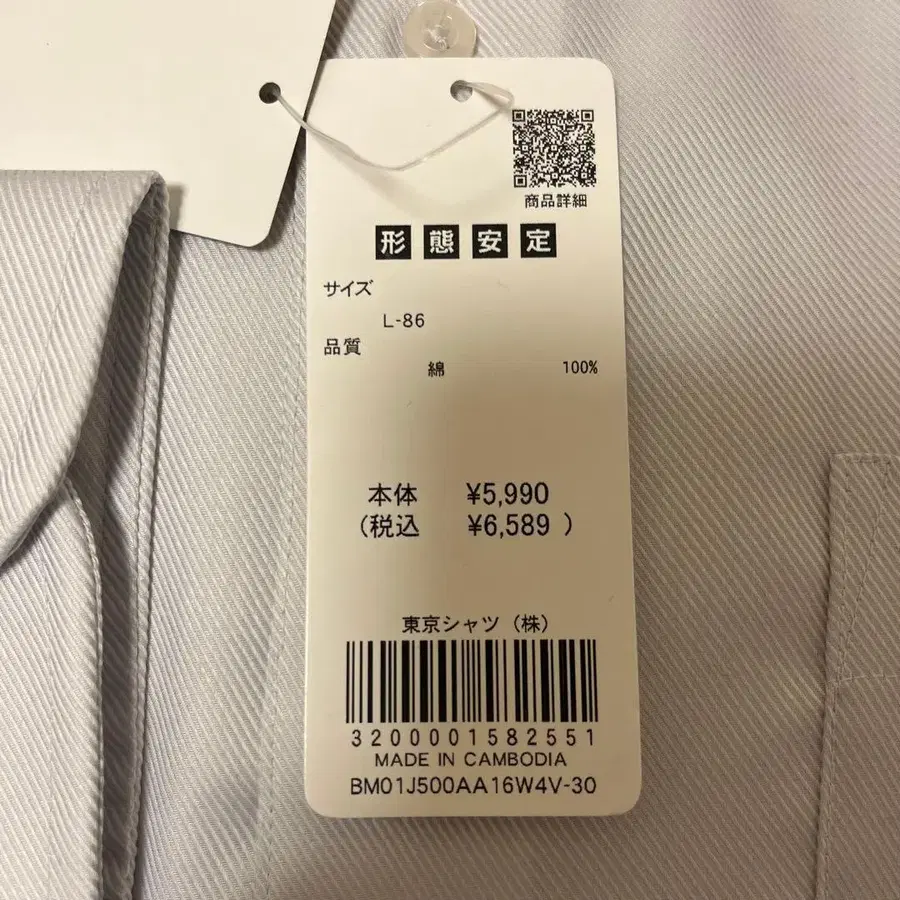 商品詳細
形態安定
サイズ
L-86
品質
綿 100%
本体 ¥5,990
(税込 ¥6,589 )
東京シャツ (株)
3200001582551
MADE IN CAMBODIA
BM01J500AA16W4V-30